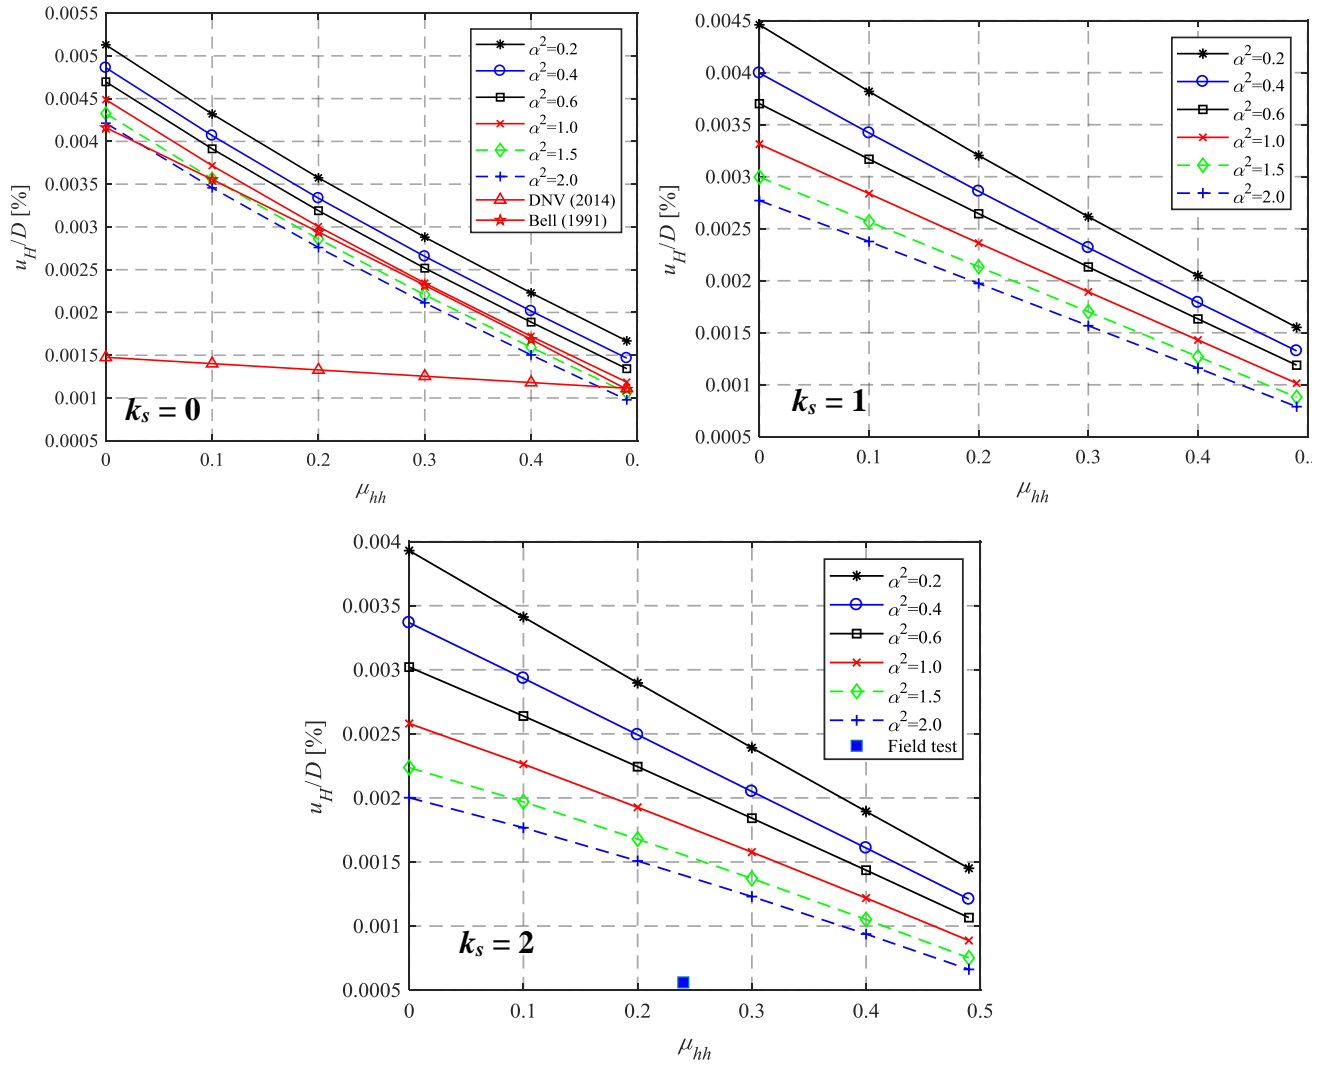 0.0055
0.005
0.0045
0.004
0.0035
0.003
0.0025
0.002
0.0015
0.001
0.0005
u_H/D [%]
α²=0.2
α²=0.4
α²=0.6
α²=1.0
α²=1.5
α²=2.0
DNV (2014)
Bell (1991)
k_s = 0
0 0.1 0.2 0.3 0.4 0.
μ_hh
0.0045
0.004
0.0035
0.003
0.0025
0.002
0.0015
0.001
0.0005
u_H/D [%]
α²=0.2
α²=0.4
α²=0.6
α²=1.0
α²=1.5
α²=2.0
k_s = 1
0 0.1 0.2 0.3 0.4 0.
μ_hh
0.004
0.0035
0.003
0.0025
0.002
0.0015
0.001
0.0005
u_H/D [%]
α²=0.2
α²=0.4
α²=0.6
α²=1.0
α²=1.5
α²=2.0
Field test
k_s = 2
0 0.1 0.2 0.3 0.4 0.5
μ_hh